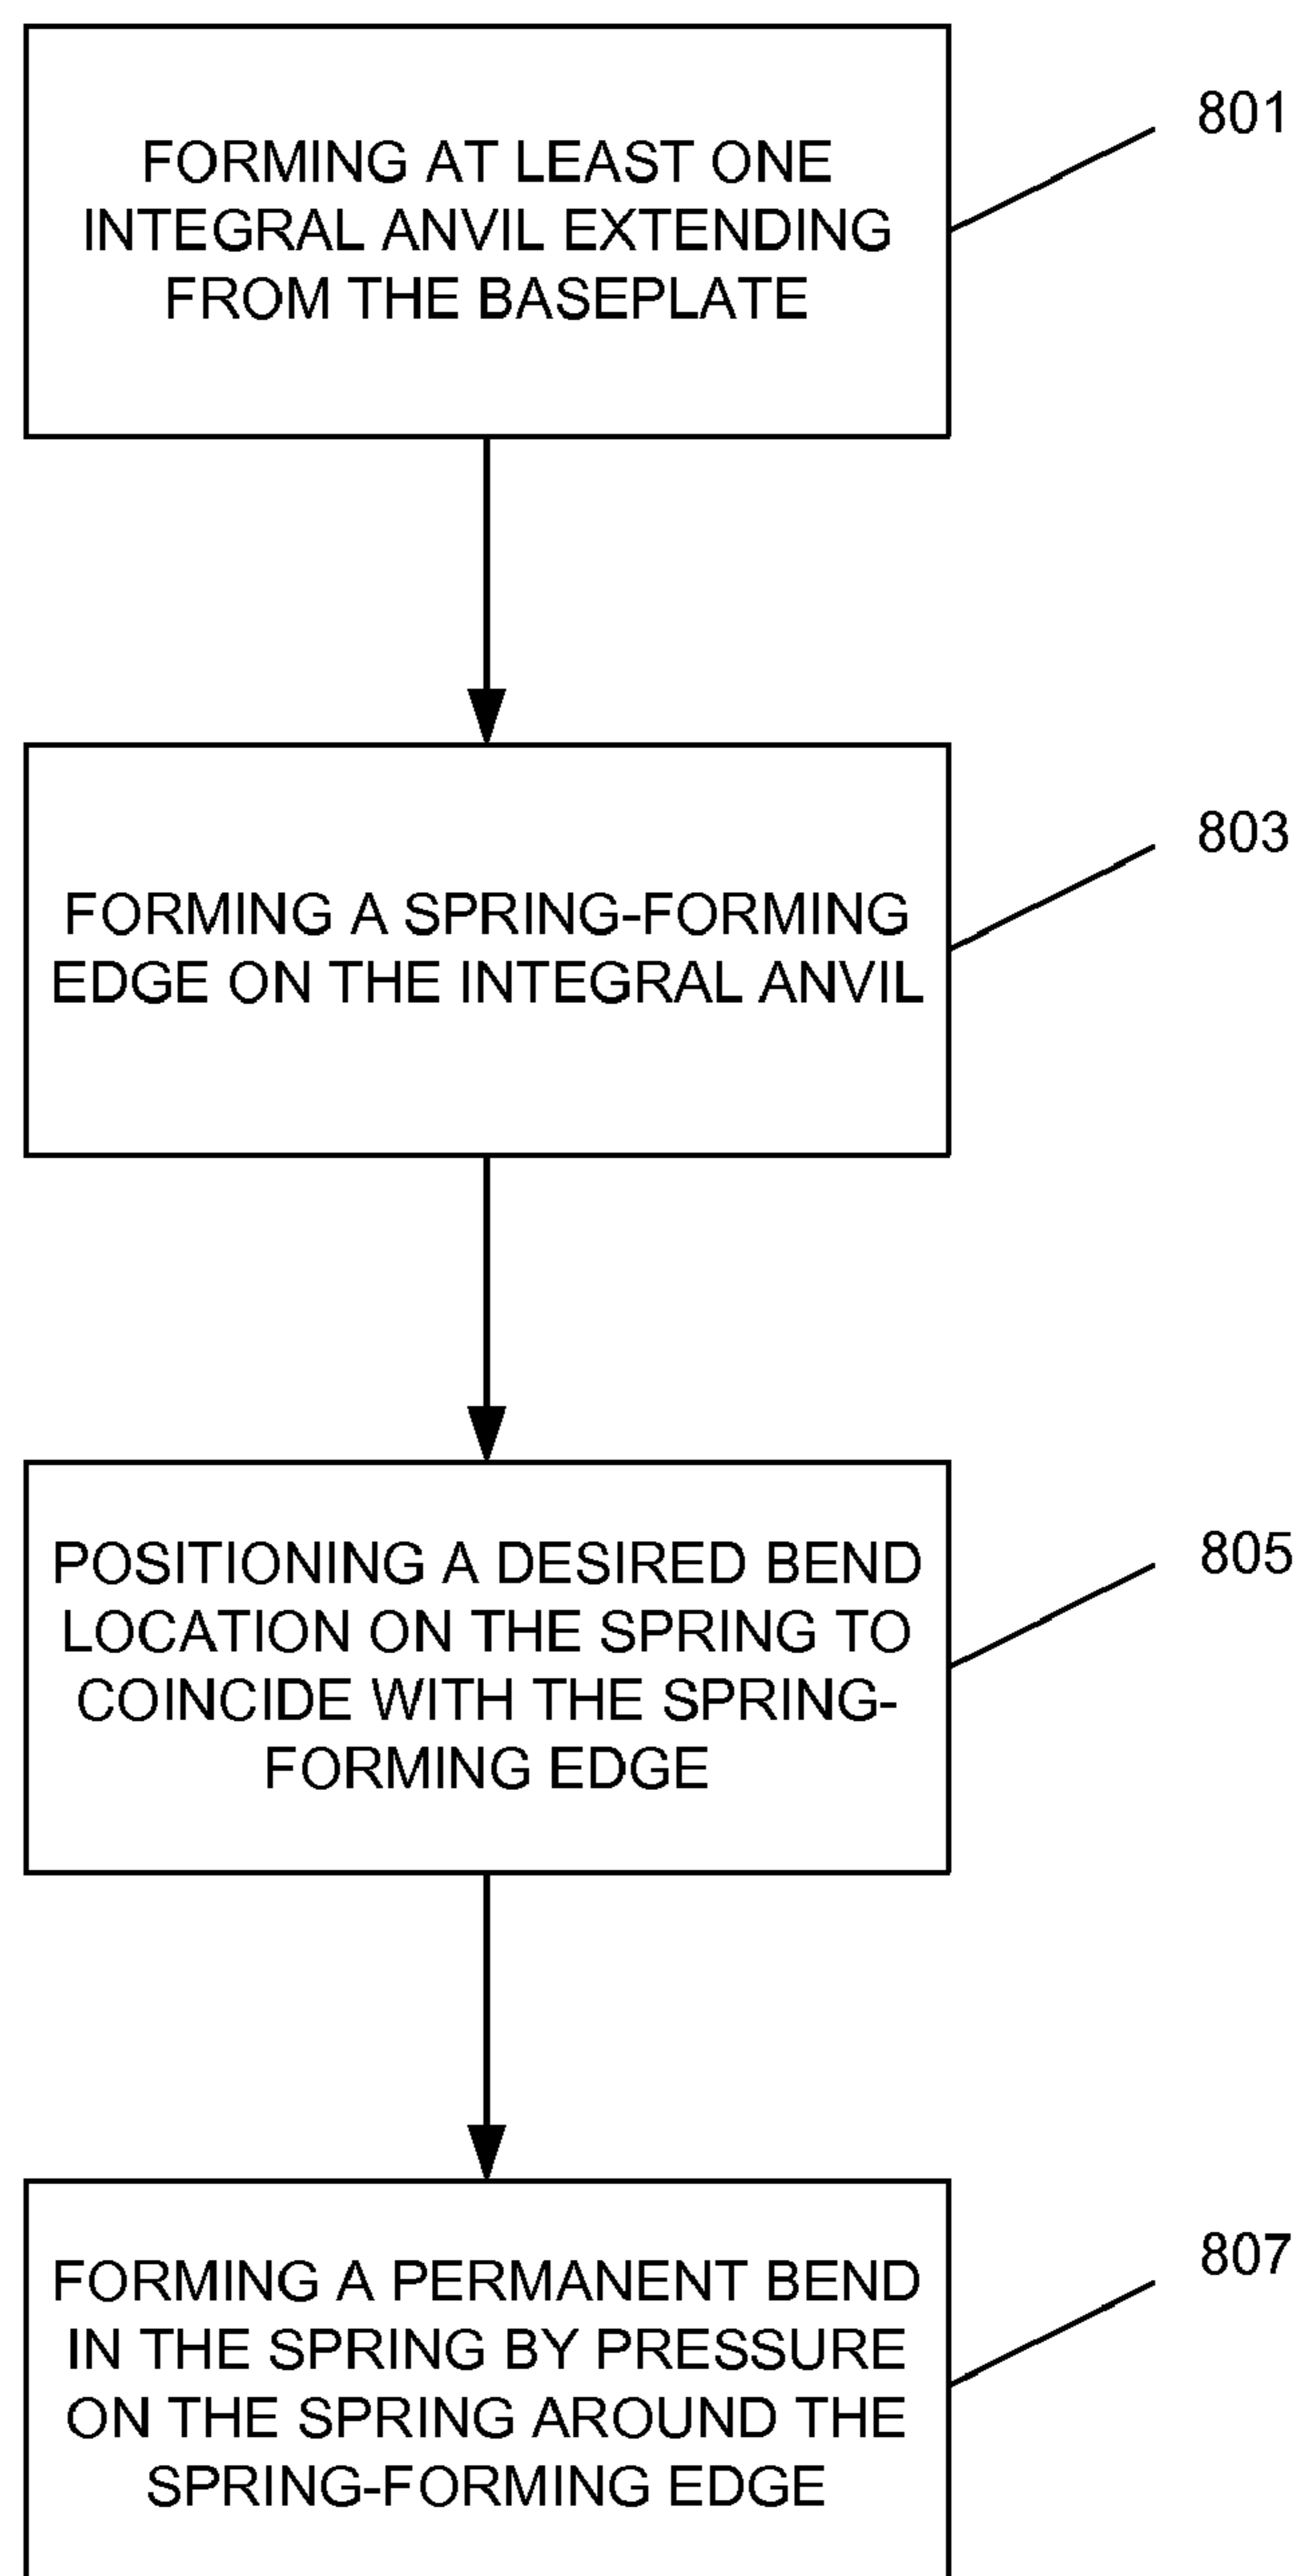 FORMING AT LEAST ONE
INTEGRAL ANVIL EXTENDING
FROM THE BASEPLATE
801
FORMING A SPRING-FORMING
EDGE ON THE INTEGRAL ANVIL
803
POSITIONING A DESIRED BEND
LOCATION ON THE SPRING TO
COINCIDE WITH THE SPRING-
FORMING EDGE
805
FORMING A PERMANENT BEND
IN THE SPRING BY PRESSURE
ON THE SPRING AROUND THE
SPRING-FORMING EDGE
807